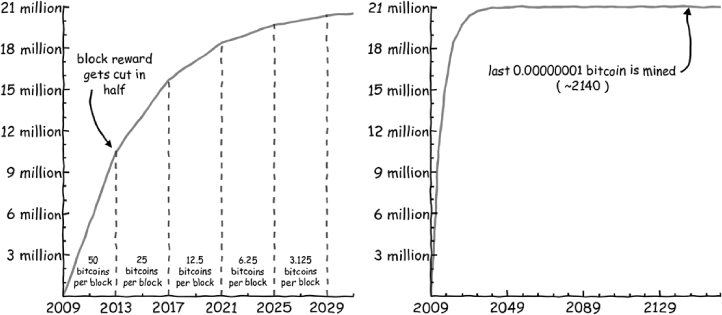 21 million
18 million
15 million
12 million
9 million
6 million
3 million
block reward
gets cut in
half
50
bitcoins
per block
25
bitcoins
per block
12.5
bitcoins
per block
6.25
bitcoins
per block
3.125
bitcoins
per block
2009 2013 2017 2021 2025 2029
21 million
18 million
15 million
12 million
9 million
6 million
3 million
last 0.00000001 bitcoin is mined
( ~2140 )
2009 2049 2089 2129